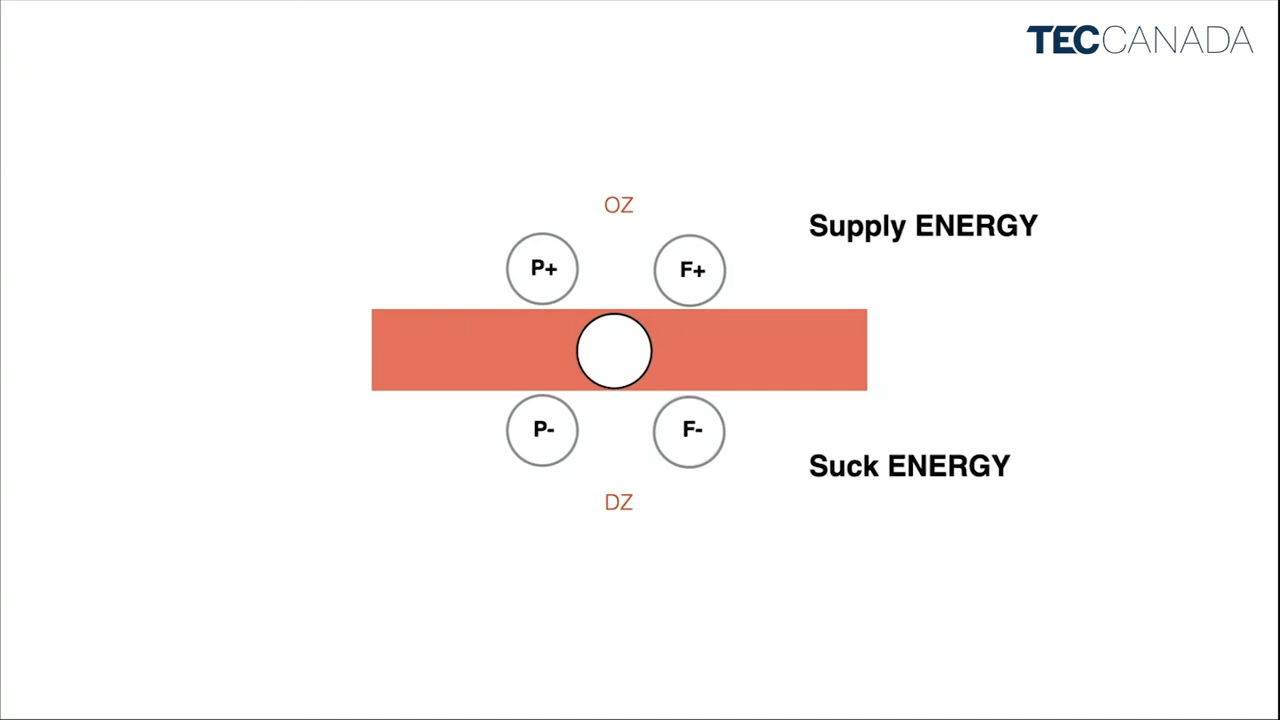 TECCANADA
OZ
Supply ENERGY
P+
F+
P-
F-
Suck ENERGY
DZ